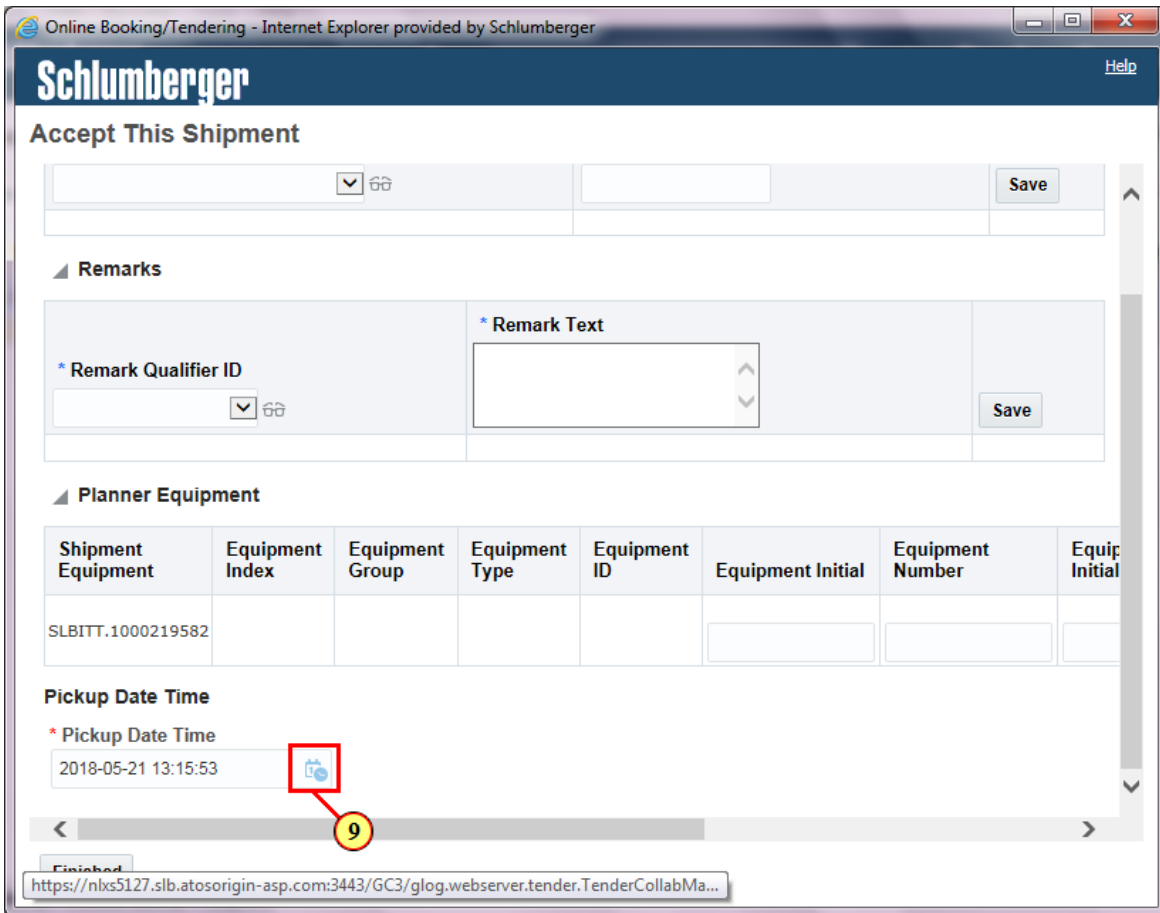 Online Booking/Tendering - Internet Explorer provided by Schlumberger
Schlumberger
Help
Accept This Shipment
Save
Remarks
* Remark Text
* Remark Qualifier ID
Save
Planner Equipment
Shipment Equipment Equipment Equipment Equipment Equipment Equip
Equipment Index Group Type ID Equipment Initial Number Initial
SLBITT.1000219582
Pickup Date Time
* Pickup Date Time
2018-05-21 13:15:53
9
Finished
https://nlxs5127.slb.atosorigin-asp.com:3443/GC3/glog.webserver.tender.TenderCollabMa...